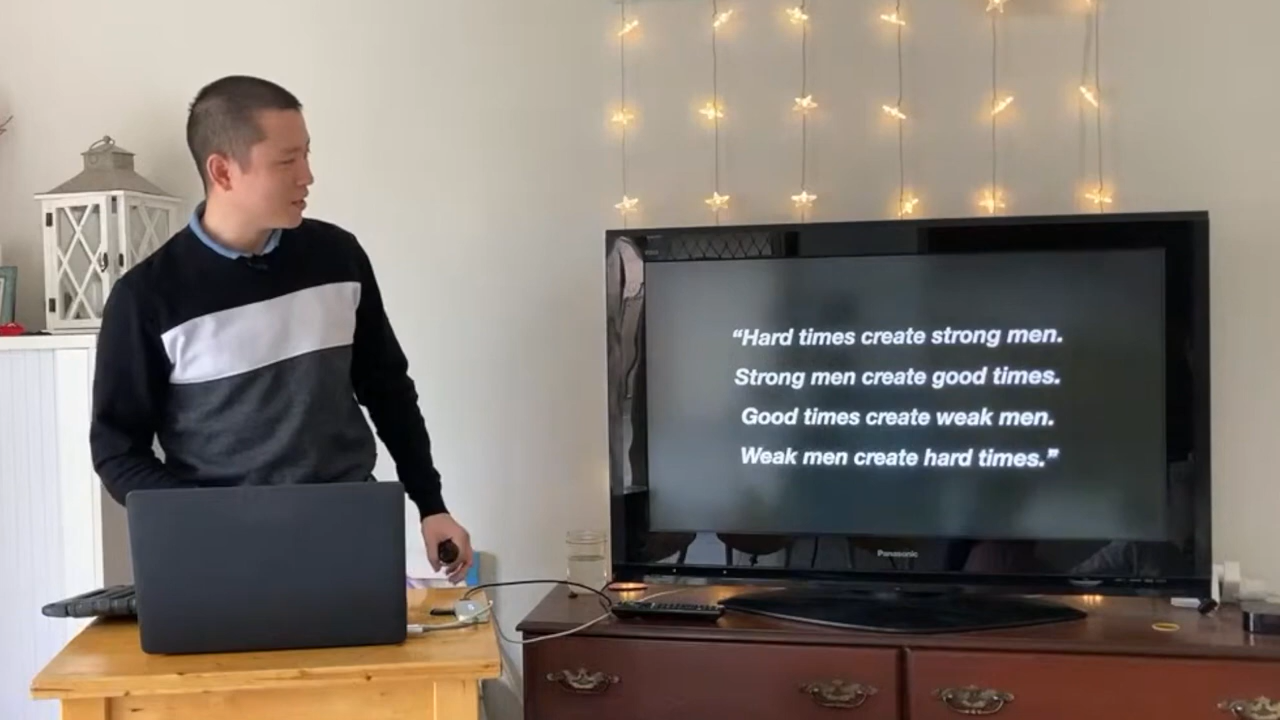 “Hard times create strong men.
Strong men create good times.
Good times create weak men.
Weak men create hard times.”
Panasonic